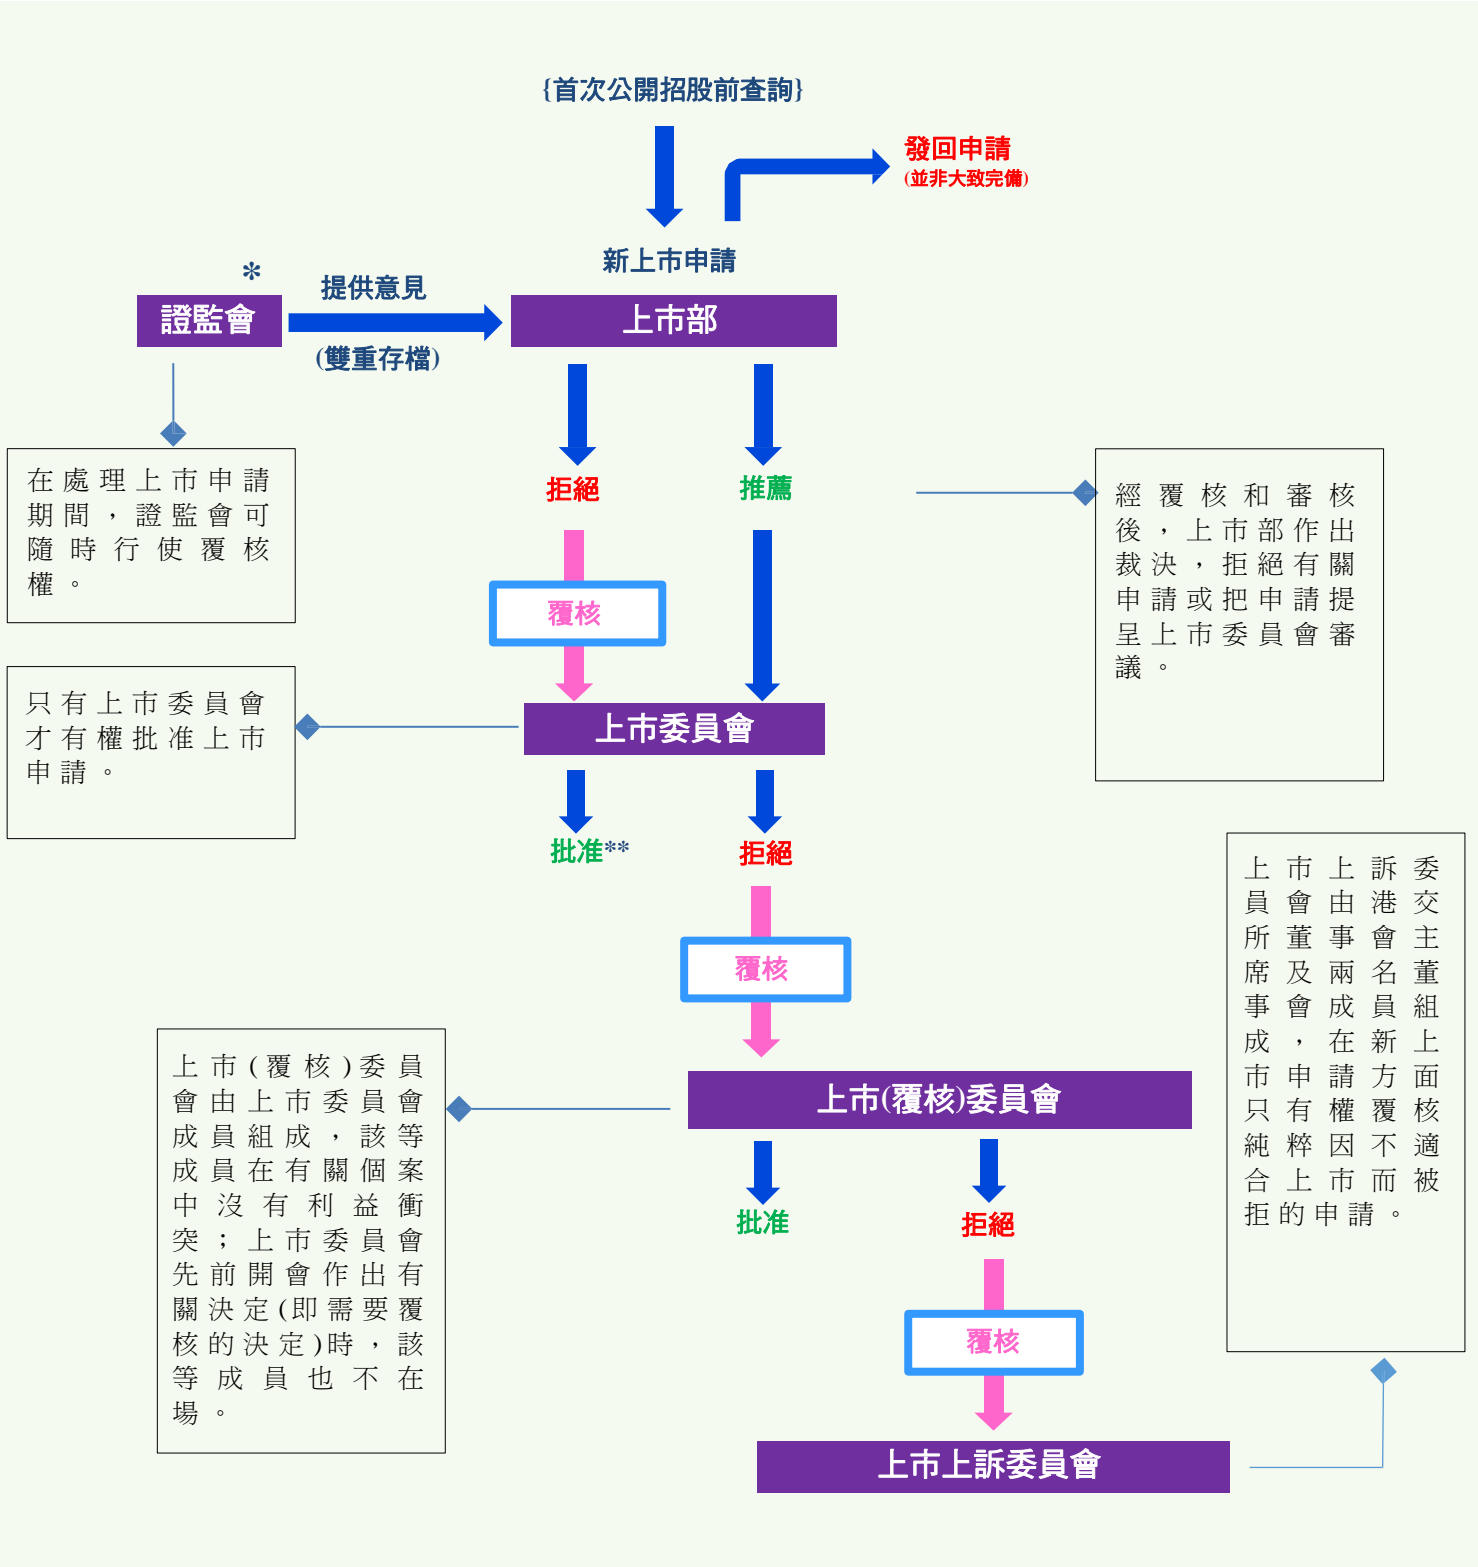 {首次公開招股前查詢}
發回申請
(並非大致完備)
新上市申請
*
證監會
提供意見
(雙重存檔)
上市部
拒絕
推薦
在處理上市申請
期間，證監會可
隨時行使覆核
權。
經覆核和審核
後，上市部作出
裁決，拒絕有關
申請或把申請提
呈上市委員會審
議。
覆核
只有上市委員會
才有權批准上市
申請。
上市委員會
批准**
拒絕
覆核
上市上訴委
員會由港交
所董事會主
席及兩名董
事會成員組
成，在新上
市申請方面
只有權覆核
純粹因不適
合上市而被
拒的申請。
上市(覆核)委員
會由上市委員會
成員組成，該等
成員在有關個案
中沒有利益衝
突；上市委員會
先前開會作出有
關決定(即需要覆
核的決定)時，該
等成員也不在
場。
上市(覆核)委員會
批准
拒絕
覆核
上市上訴委員會